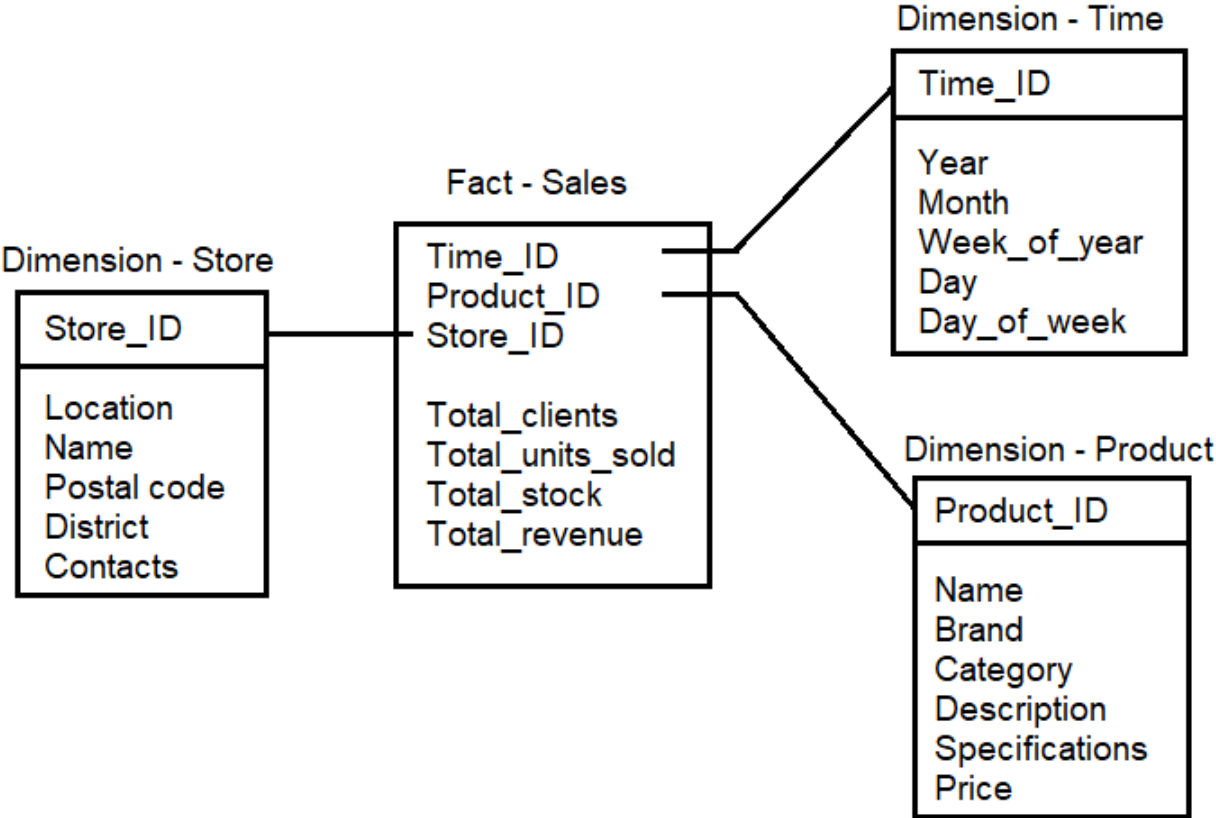 Dimension - Store
Store_ID
Location
Name
Postal code
District
Contacts
Fact - Sales
Time_ID
Product_ID
Store_ID
Total_clients
Total_units_sold
Total_stock
Total_revenue
Dimension - Time
Time_ID
Year
Month
Week_of_year
Day
Day_of_week
Dimension - Product
Product_ID
Name
Brand
Category
Description
Specifications
Price